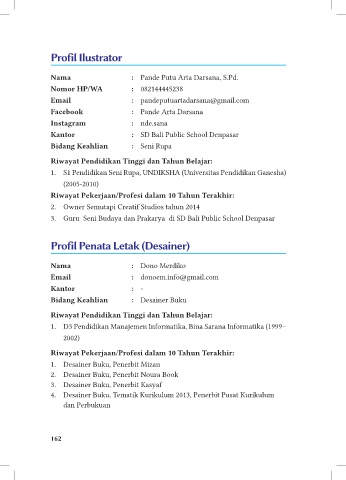 Profil Ilustrator
Nama : Pande Putu Arta Darsana, S.Pd.
Nomor HP/WA : 082144445238
Email : pandeputuartadarsana@gmail.com
Facebook : Pande Arta Darsana
Instagram : nde.sana
Kantor : SD Bali Public School Denpasar
Bidang Keahlian : Seni Rupa
Riwayat Pendidikan Tinggi dan Tahun Belajar:
1. S1 Pendidikan Seni Rupa, UNDIKSHA (Universitas Pendidikan Ganesha)
(2005-2010)
Riwayat Pekerjaan/Profesi dalam 10 Tahun Terakhir:
2. Owner Semutapi Creatif Studios tahun 2014
3. Guru Seni Budaya dan Prakarya di SD Bali Public School Denpasar
Profil Penata Letak (Desainer)
Nama : Dono Merdiko
Email : donoem.info@gmail.com
Kantor : -
Bidang Keahlian : Desainer Buku
Riwayat Pendidikan Tinggi dan Tahun Belajar:
1. D3 Pendidikan Manajemen Informatika, Bina Sarana Informatika (1999–
2002)
Riwayat Pekerjaan/Profesi dalam 10 Tahun Terakhir:
1. Desainer Buku, Penerbit Mizan
2. Desainer Buku, Penerbit Noura Book
3. Desainer Buku, Penerbit Kasyaf
4. Desainer Buku, Tematik Kurikulum 2013, Penerbit Pusat Kurikulum
dan Perbukuan
162